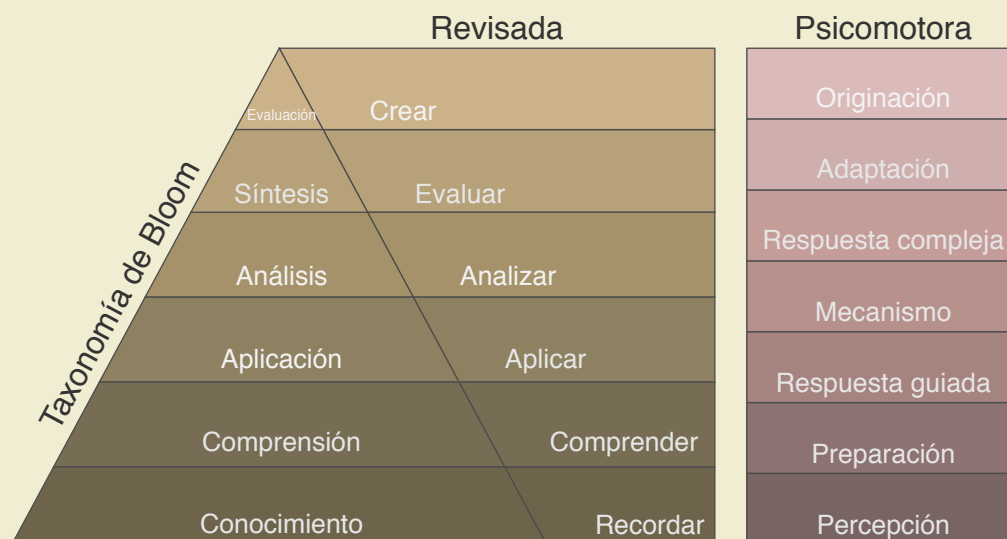 Revisada
Psicomotora
Taxonomía de Bloom
Evaluación
Crear
Síntesis
Evaluar
Análisis
Analizar
Aplicación
Aplicar
Comprensión
Comprender
Conocimiento
Recordar
Originación
Adaptación
Respuesta compleja
Mecanismo
Respuesta guiada
Preparación
Percepción